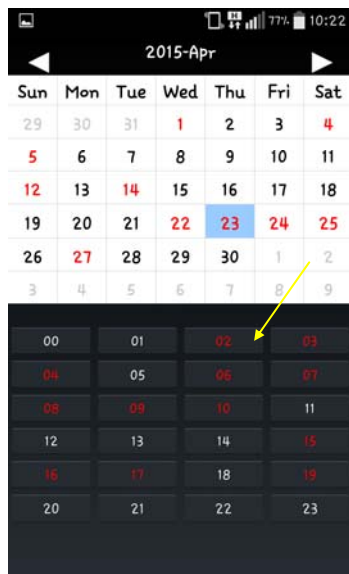 77% 10:22
2015-Apr
Sun Mon Tue Wed Thu Fri Sat
29 30 31 1 2 3 4
5 6 7 8 9 10 11
12 13 14 15 16 17 18
19 20 21 22 23 24 25
26 27 28 29 30 1 2
3 4 5 6 7 8 9
00 01 02 03
04 05 06 07
08 09 10 11
12 13 14 15
16 17 18 19
20 21 22 23